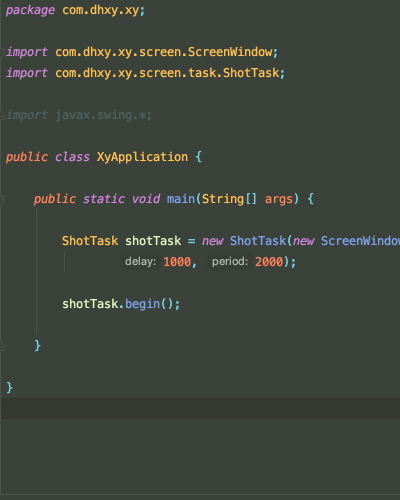 package com.dhxy.xy;
import com.dhxy.xy.screen.ScreenWindow;
import com.dhxy.xy.screen.task.ShotTask;
import javax.swing.*;
public class XyApplication {
public static void main(String[] args) {
ShotTask shotTask = new ShotTask(new ScreenWindow
delay: 1000, period: 2000);
shotTask.begin();
}
}